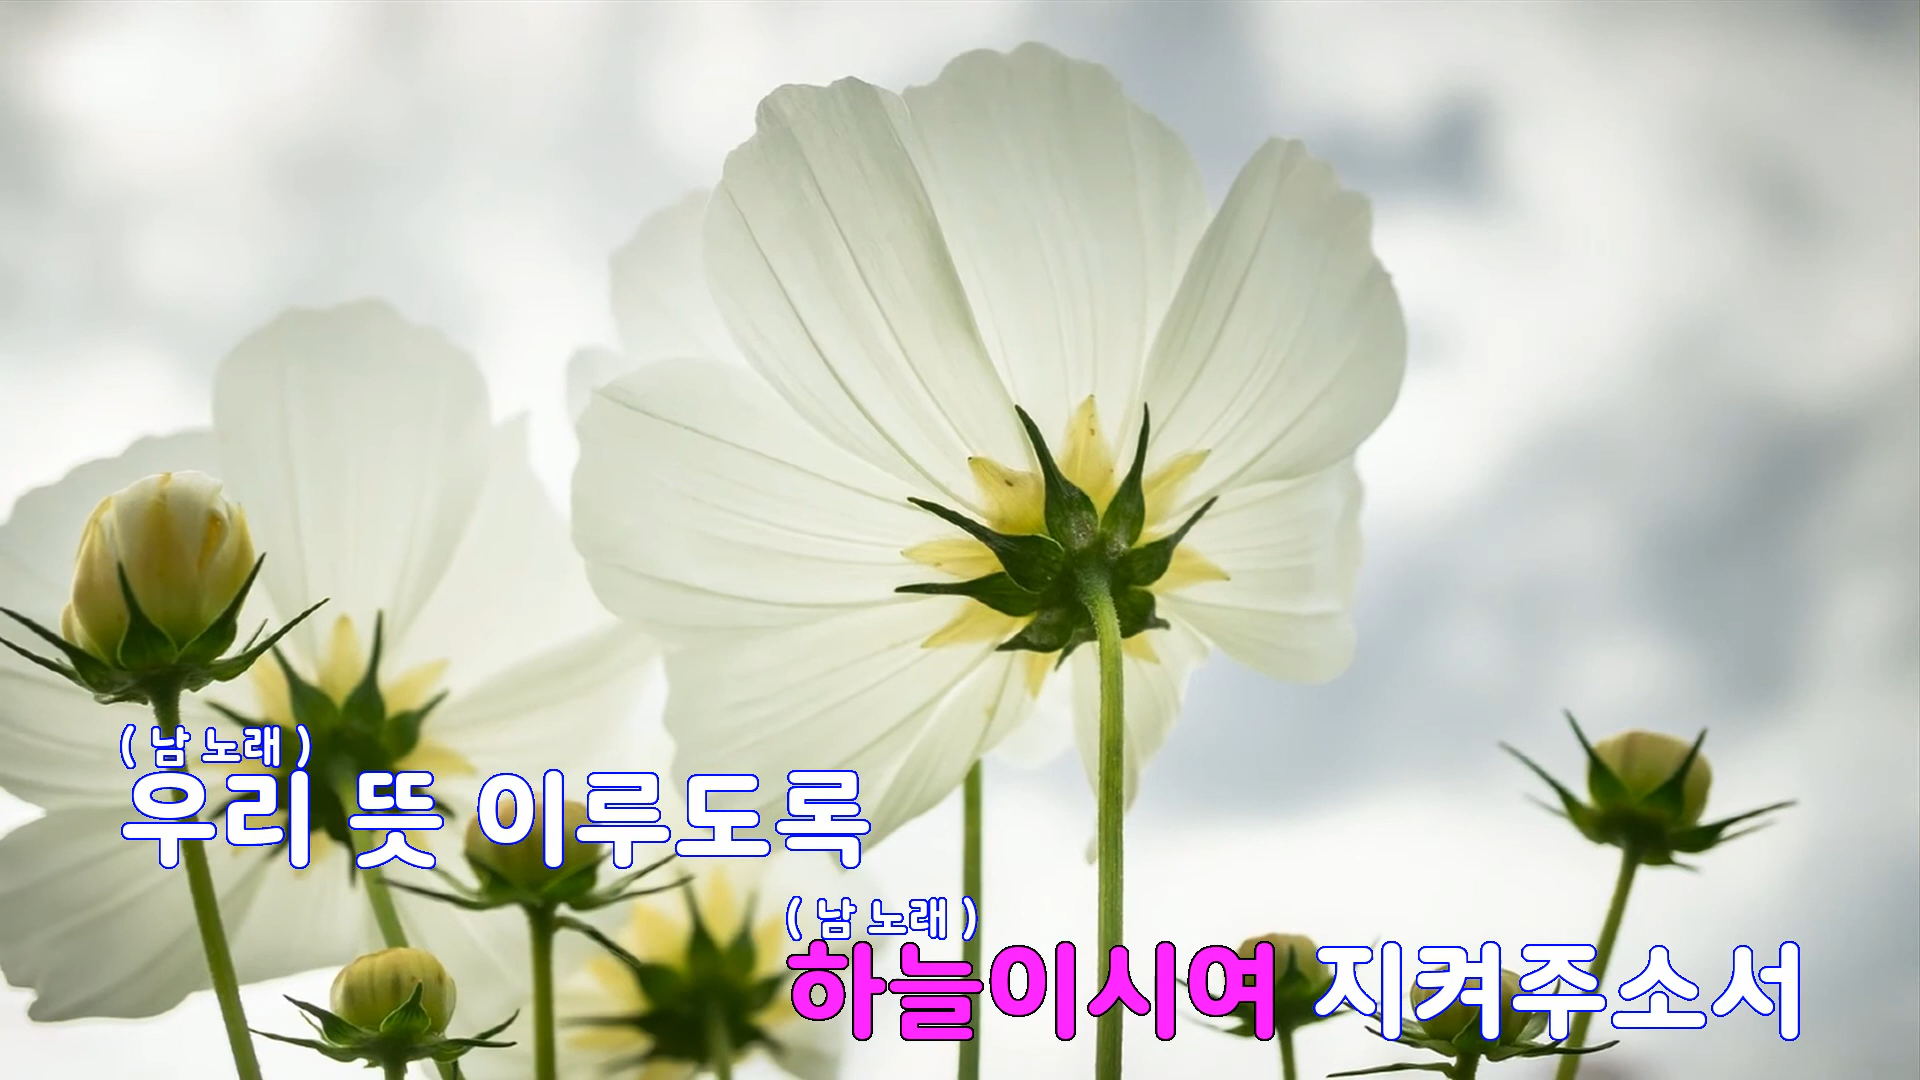 ( 남 노래 )
우리 뜻 이루도록
( 남 노래 )
하늘이시여 지켜주소서